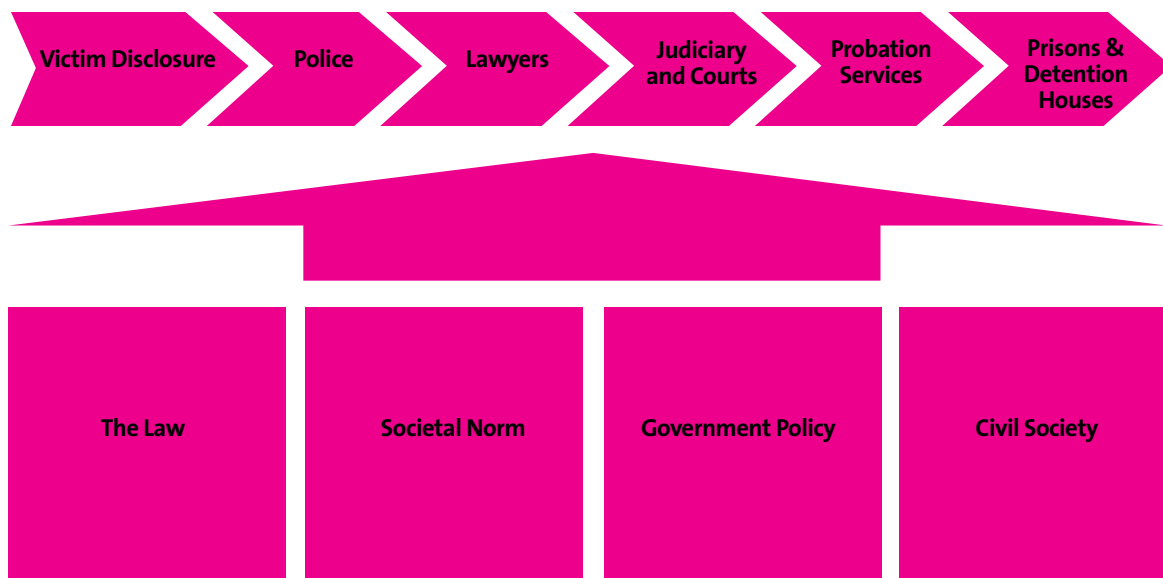 Victim Disclosure
Police
Lawyers
Judiciary
and Courts
Probation
Services
Prisons &
Detention
Houses
The Law
Societal Norm
Government Policy
Civil Society